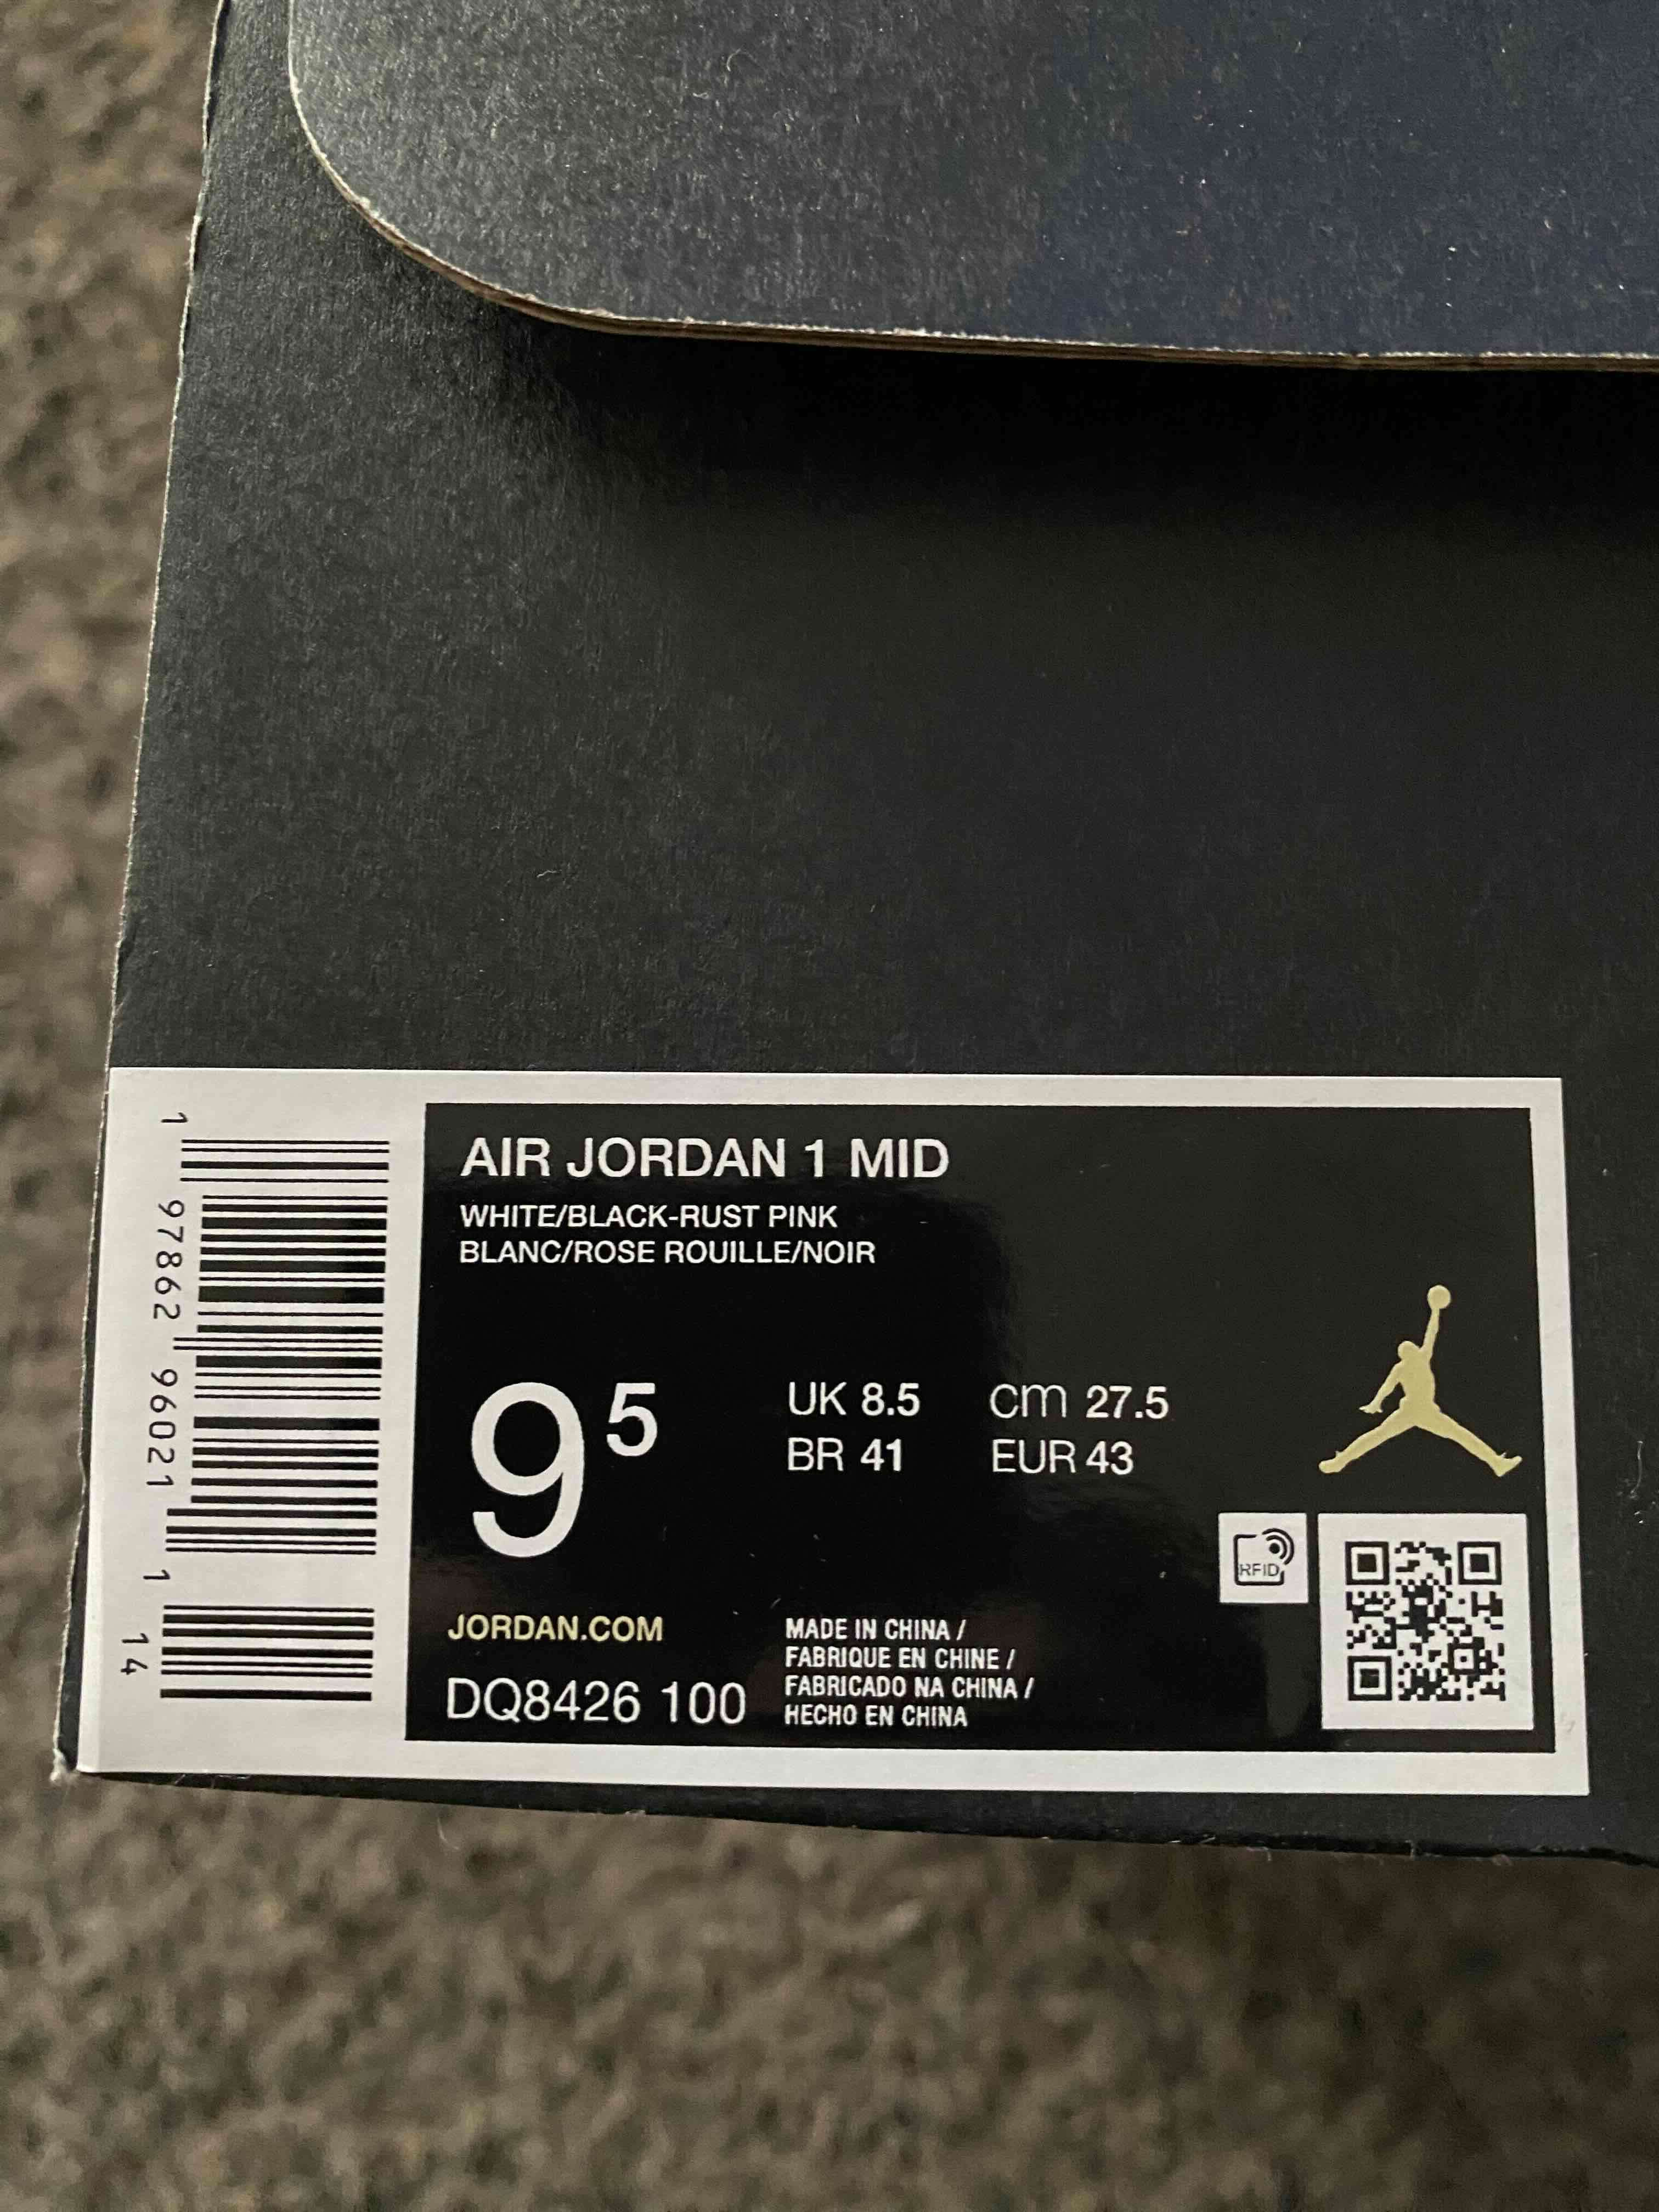 AIR JORDAN 1 MID
WHITE/BLACK-RUST PINK
BLANC/ROSE ROUILLE/NOIR
9 5
UK 8.5 cm 27.5
BR 41 EUR 43
RFID
JORDAN.COM
DQ8426 100
MADE IN CHINA /
FABRIQUE EN CHINE /
FABRICADO NA CHINA /
HECHO EN CHINA
1 97862 96021 1
14